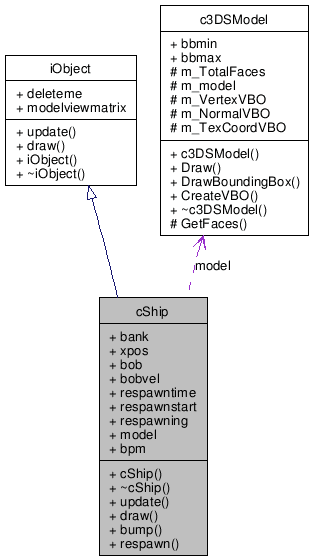 iObject
+ deleteme
+ modelviewmatrix
+ update()
+ draw()
+ iObject()
+ ~iObject()
c3DSModel
+ bbmin
+ bbmax
# m_TotalFaces
# m_model
# m_VertexVBO
# m_NormalVBO
# m_TexCoordVBO
+ c3DSModel()
+ Draw()
+ DrawBoundingBox()
+ CreateVBO()
+ ~c3DSModel()
# GetFaces()
model
cShip
+ bank
+ xpos
+ bob
+ bobvel
+ respawntime
+ respawnstart
+ respawning
+ model
+ bpm
+ cShip()
+ ~cShip()
+ update()
+ draw()
+ bump()
+ respawn()